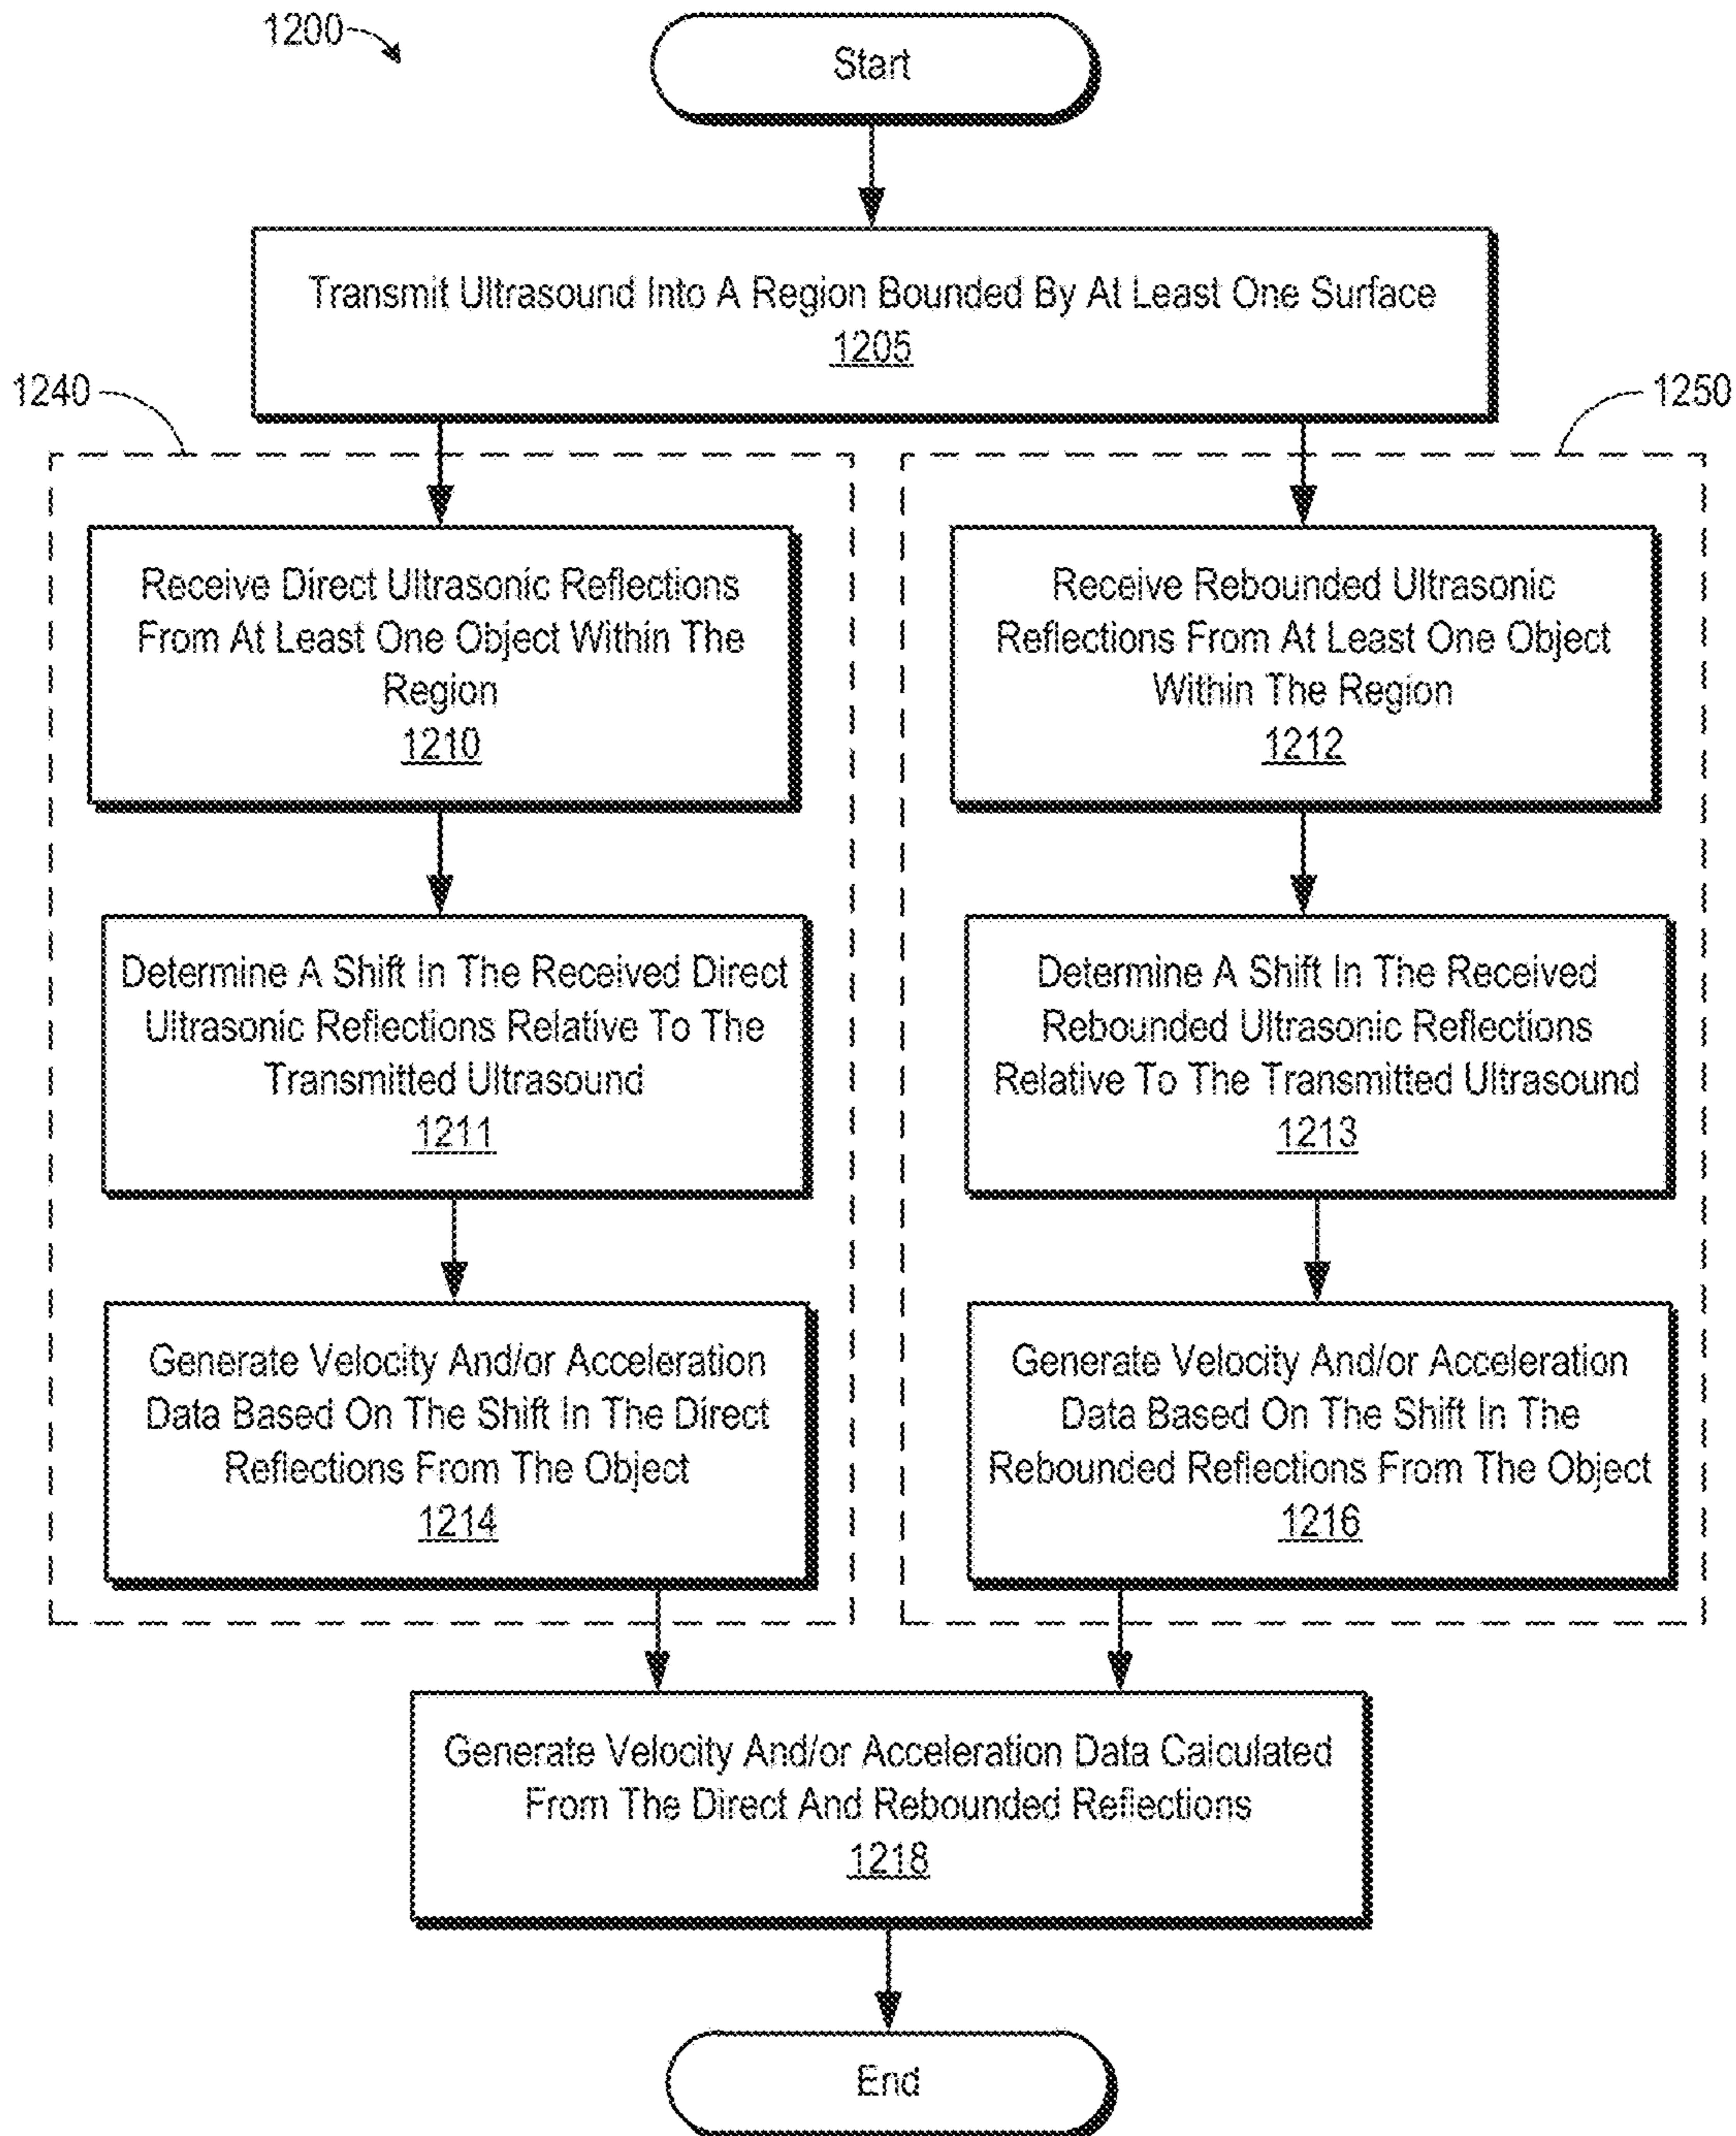 1200
Start
Transmit Ultrasound Into A Region Bounded By At Least One Surface
1205
1240
1250
Receive Direct Ultrasonic Reflections
From At Least One Object Within The
Region
1210
Receive Rebounded Ultrasonic
Reflections From At Least One Object
Within The Region
1212
Determine A Shift In The Received Direct
Ultrasonic Reflections Relative To The
Transmitted Ultrasound
1211
Determine A Shift In The Received
Rebounded Ultrasonic Reflections
Relative To The Transmitted Ultrasound
1213
Generate Velocity And/or Acceleration
Data Based On The Shift In The Direct
Reflections From The Object
1214
Generate Velocity And/or Acceleration
Data Based On The Shift In The
Rebounded Reflections From The Object
1216
Generate Velocity And/or Acceleration Data Calculated
From The Direct And Rebounded Reflections
1218
End